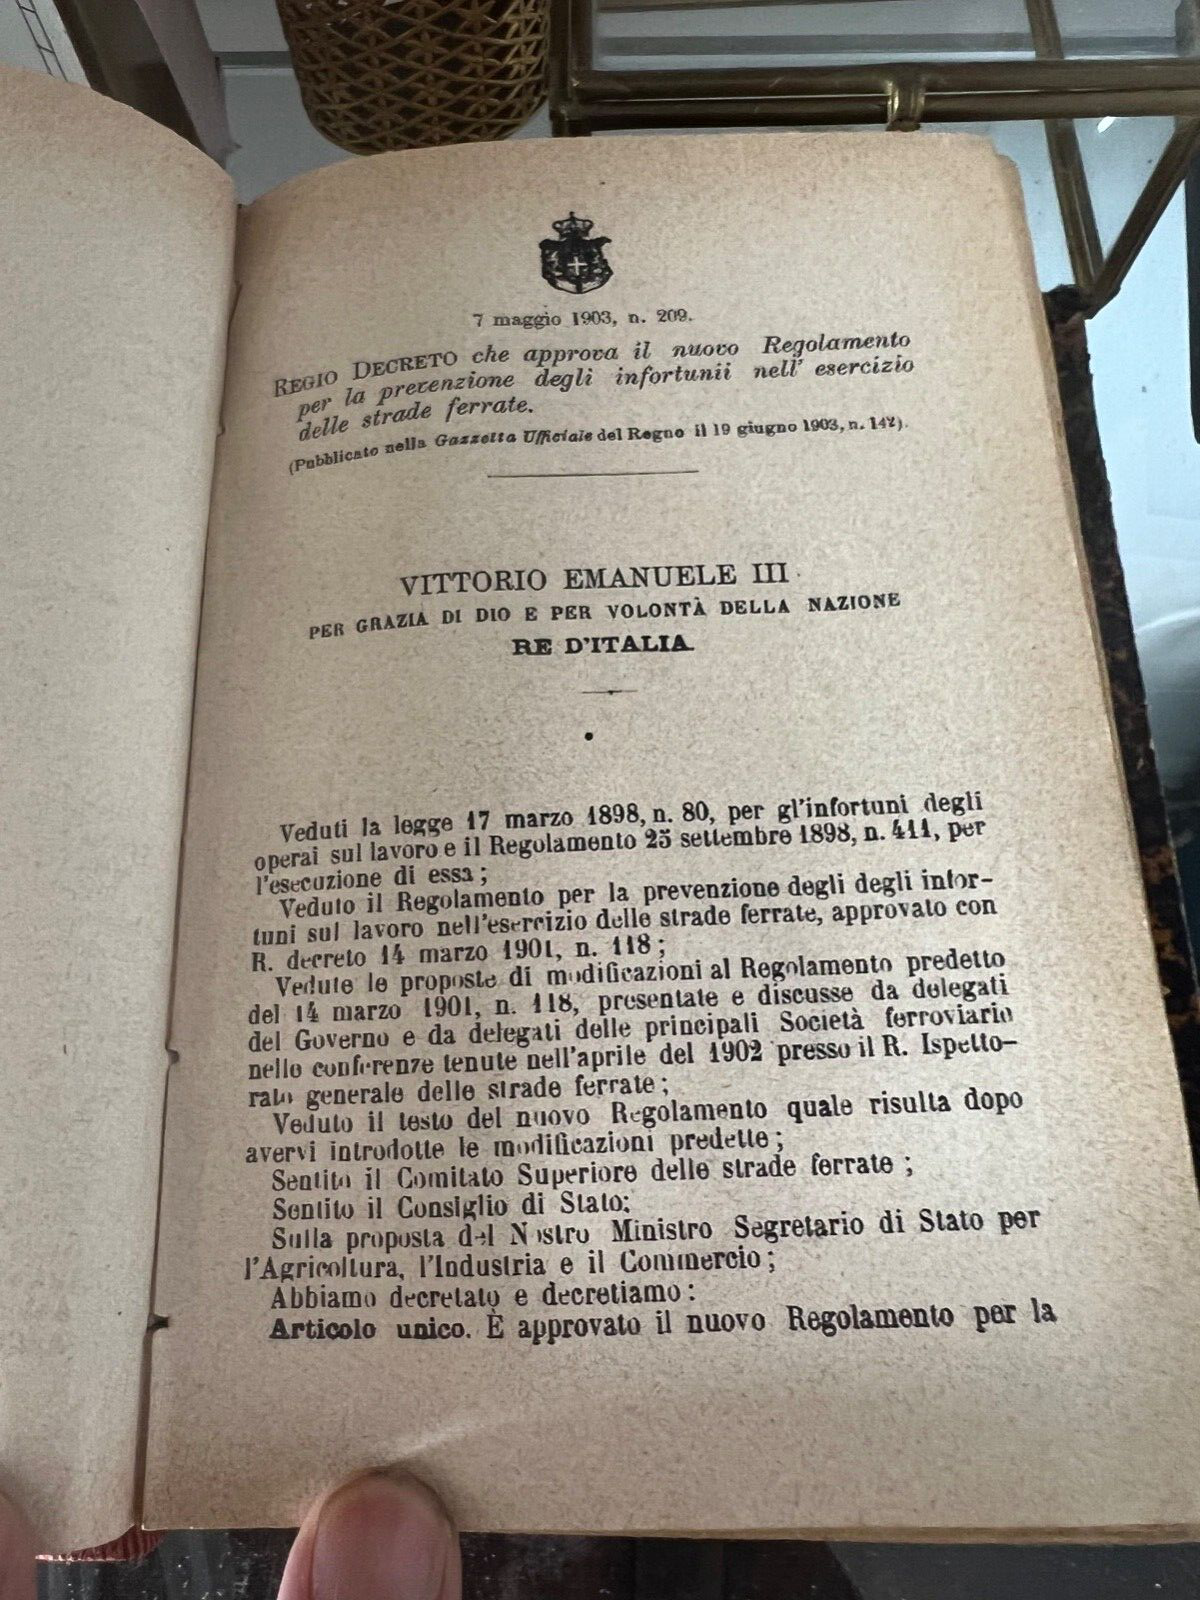 7 maggio 1903, n. 209.
REGIO DECRETO che approva il nuovo Regolamento
per la prevenzione degli infortunii nell' esercizio
delle strade ferrate.
(Pubblicato nella Gazzetta Ufficiale del Regno il 19 giugno 1903, n. 142).
VITTORIO EMANUELE III
PER GRAZIA DI DIO E PER VOLONTÀ DELLA NAZIONE
RE D'ITALIA
Veduti la legge 17 marzo 1898, n. 80, per gl'infortuni degli
operai sul lavoro e il Regolamento 25 settembre 1898, n. 411, per
l'esecuzione di essa;
Veduto il Regolamento per la prevenzione degli degli infor-
tuni sul lavoro nell'esercizio delle strade ferrate, approvato con
R. decreto 14 marzo 1901, n. 118;
Vedute le proposte di modificazioni al Regolamento predetto
del 14 marzo 1901, n. 118, presentate e discusse da delegati
del Governo e da delegati delle principali Società ferroviarie
nelle conferenze tenute nell'aprile del 1902 presso il R. Ispetto-
rato generale delle strade ferrate;
Veduto il testo del nuovo Regolamento quale risulta dopo
avervi introdotte le modificazioni predette;
Sentito il Comitato Superiore delle strade ferrate;
Sentito il Consiglio di Stato;
Sulla proposta del Nostro Ministro Segretario di Stato per
l'Agricoltura, l'Industria e il Commercio;
Abbiamo decretato e decretiamo:
Articolo unico. È approvato il nuovo Regolamento per la